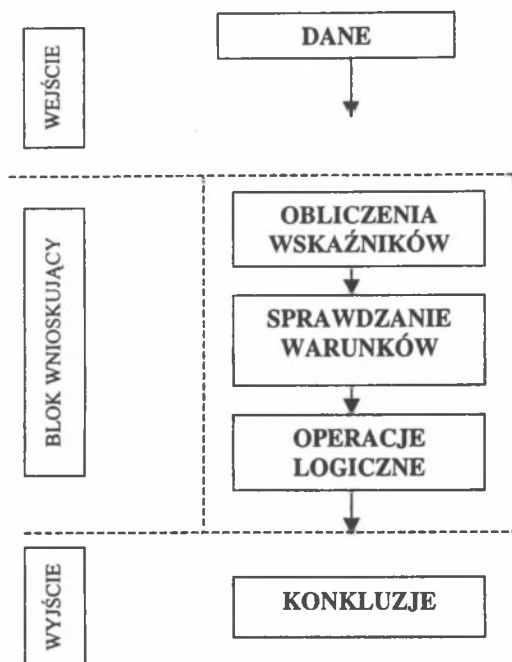 WEJŚCIE
DANE
BLOK WNIOSKUJĄCY
OBLICZENIA
WSKAŹNIKÓW
SPRAWDZANIE
WARUNKÓW
OPERACJE
LOGICZNE
WYJŚCIE
KONKLUZJE